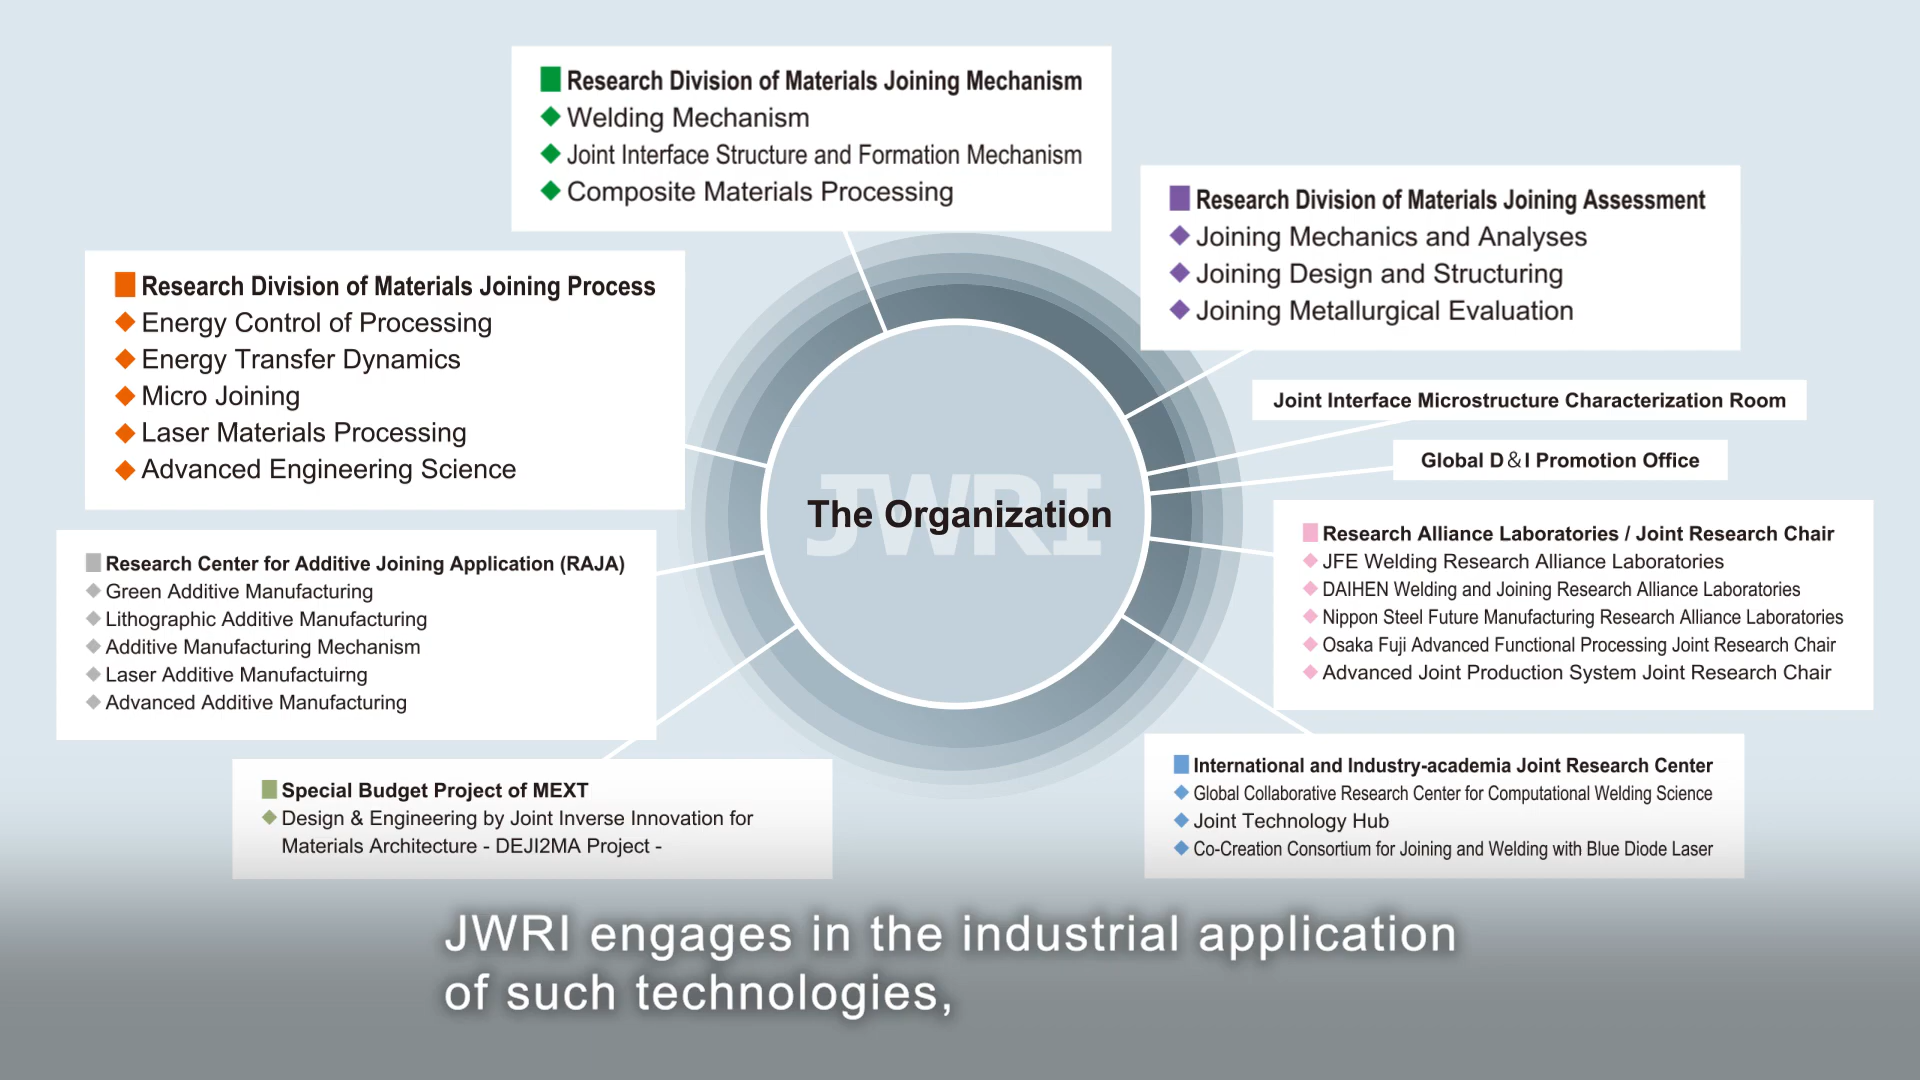 Research Division of Materials Joining Mechanism
Welding Mechanism
Joint Interface Structure and Formation Mechanism
Composite Materials Processing
Research Division of Materials Joining Assessment
Joining Mechanics and Analyses
Joining Design and Structuring
Joining Metallurgical Evaluation
Research Division of Materials Joining Process
Energy Control of Processing
Energy Transfer Dynamics
Micro Joining
Laser Materials Processing
Advanced Engineering Science
Joint Interface Microstructure Characterization Room
Global D&I Promotion Office
JWRI
The Organization
Research Center for Additive Joining Application (RAJA)
Green Additive Manufacturing
Lithographic Additive Manufacturing
Additive Manufacturing Mechanism
Laser Additive Manufactuirng
Advanced Additive Manufacturing
Research Alliance Laboratories / Joint Research Chair
JFE Welding Research Alliance Laboratories
DAIHEN Welding and Joining Research Alliance Laboratories
Nippon Steel Future Manufacturing Research Alliance Laboratories
Osaka Fuji Advanced Functional Processing Joint Research Chair
Advanced Joint Production System Joint Research Chair
Special Budget Project of MEXT
Design & Engineering by Joint Inverse Innovation for
Materials Architecture - DEJI2MA Project -
International and Industry-academia Joint Research Center
Global Collaborative Research Center for Computational Welding Science
Joint Technology Hub
Co-Creation Consortium for Joining and Welding with Blue Diode Laser
JWRI engages in the industrial application
of such technologies,